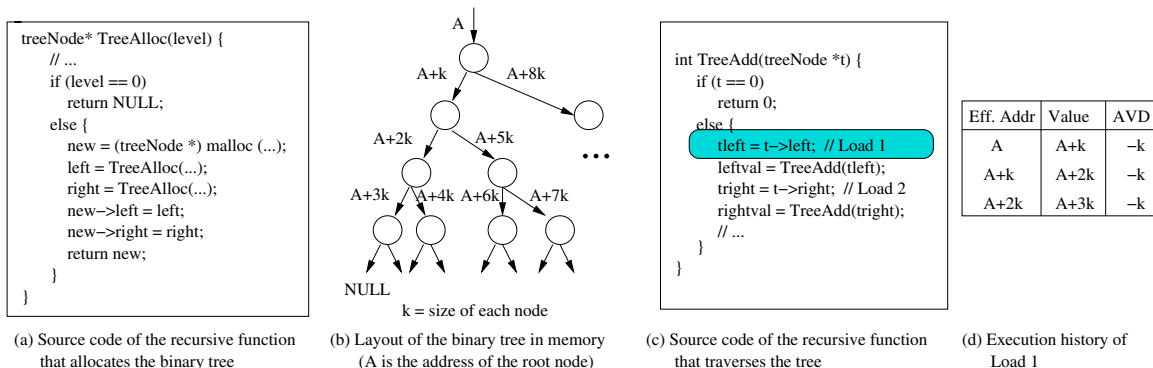 treeNode* TreeAlloc(level) {
// ...
if (level == 0)
return NULL;
else {
new = (treeNode *) malloc (...);
left = TreeAlloc(...);
right = TreeAlloc(...);
new->left = left;
new->right = right;
return new;
}
}
(a) Source code of the recursive function
that allocates the binary tree
A
A+k
A+8k
A+2k
A+5k
...
A+3k
A+4k
A+6k
A+7k
NULL
k = size of each node
(b) Layout of the binary tree in memory
(A is the address of the root node)
int TreeAdd(treeNode *t) {
if (t == 0)
return 0;
else {
tleft = t->left; // Load 1
leftval = TreeAdd(tleft);
tright = t->right; // Load 2
rightval = TreeAdd(tright);
// ...
}
}
(c) Source code of the recursive function
that traverses the tree
Eff. Addr Value AVD
A A+k −k
A+k A+2k −k
A+2k A+3k −k
(d) Execution history of
Load 1